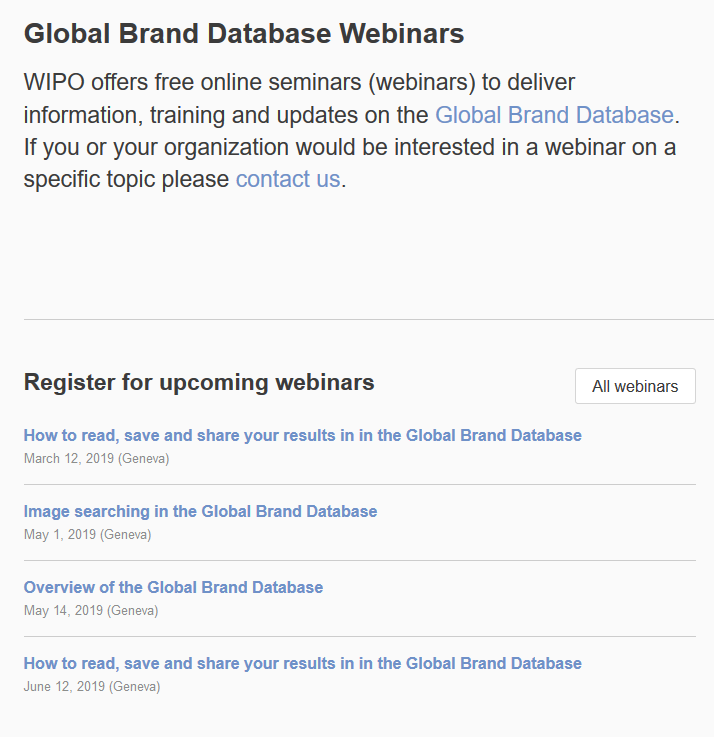 Global Brand Database Webinars
WIPO offers free online seminars (webinars) to deliver
information, training and updates on the Global Brand Database.
If you or your organization would be interested in a webinar on a
specific topic please contact us.
Register for upcoming webinars
All webinars
How to read, save and share your results in in the Global Brand Database
March 12, 2019 (Geneva)
Image searching in the Global Brand Database
May 1, 2019 (Geneva)
Overview of the Global Brand Database
May 14, 2019 (Geneva)
How to read, save and share your results in in the Global Brand Database
June 12, 2019 (Geneva)